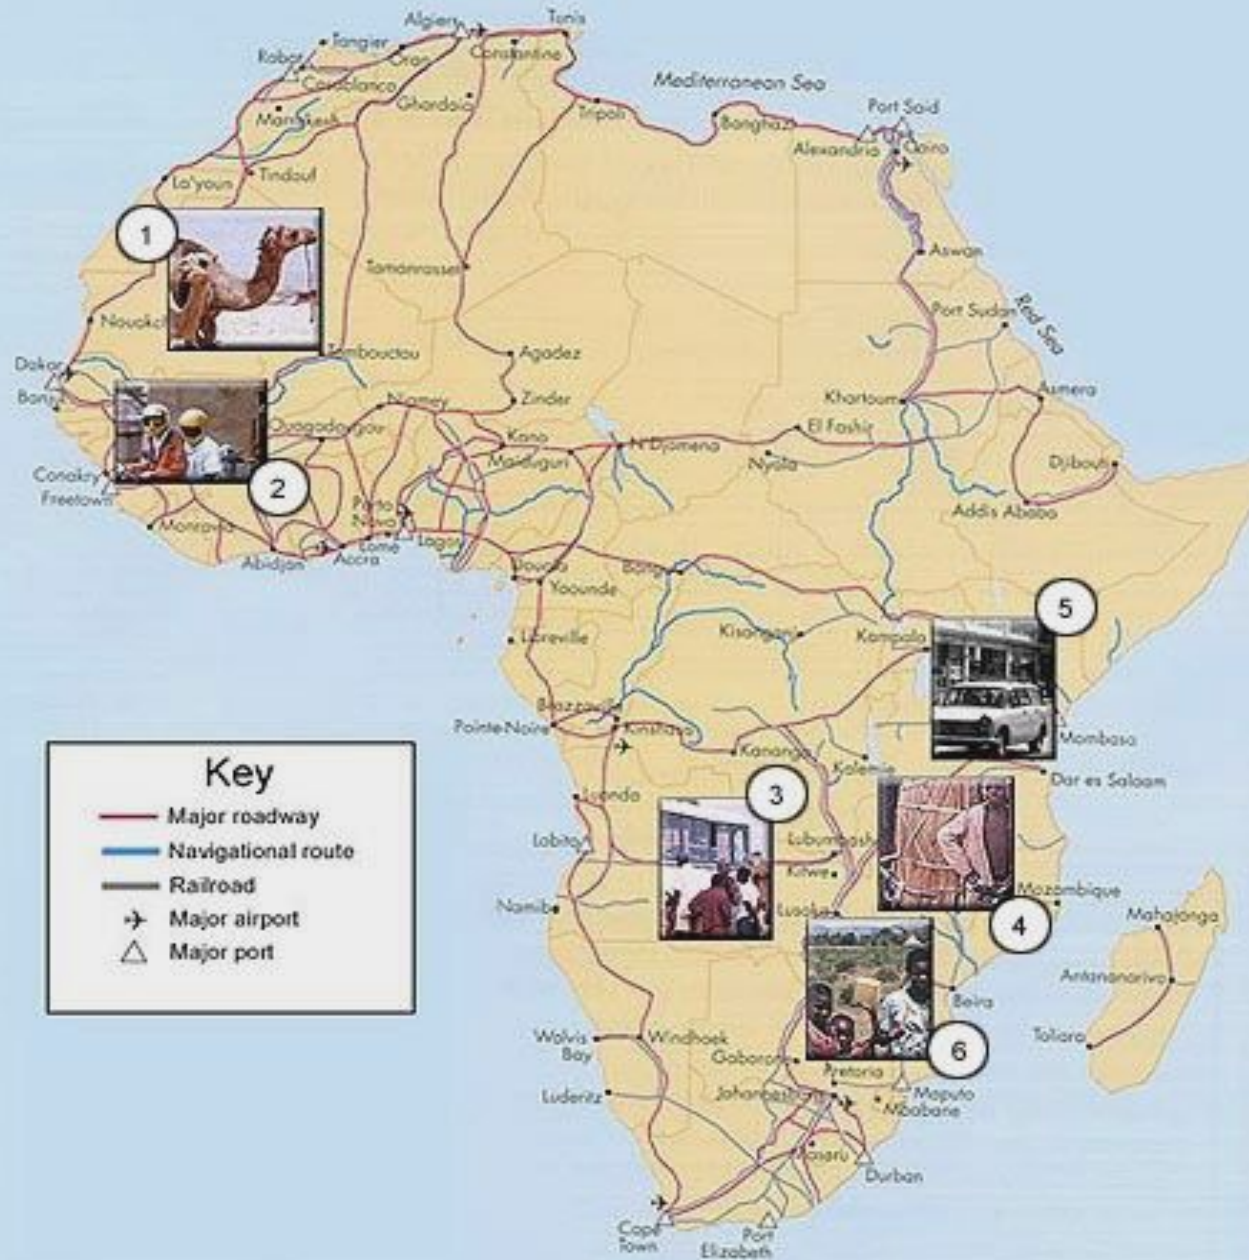 Algiers
Tunis
Tangier
Oran
Constantine
Rabat
Casablanca
Ghardaia
Marrakesh
Mediterranean Sea
Tripoli
Banghazi
Port Said
Alexandria
Cairo
La'youn
Tindouf
1
Aswan
Tamanrasset
Port Sudan
Red Sea
Nouakch
Tombouctou
Agadez
Dakar
Banjul
Niamey
Zinder
Khartoum
Asmera
Ouagadougou
Kano
N'Djamena
El Fashir
Maiduguri
Nyala
Djibouti
Conakry
Freetown
2
Addis Ababa
Porto
Novo
Monrovia
Lagos
Abidjan
Accra
Lome
Douala
Yaounde
Bangui
5
Libreville
Kisangani
Kampala
Brazzaville
Pointe-Noire
Kinshasa
Kananga
Mombasa
Kalemie
Dar es Salaam
Key
Major roadway
Navigational route
Railroad
Major airport
Major port
Luanda
3
Lobito
Lubumbashi
Kitwe
Mozambique
Namibe
Lusaka
4
Mahajanga
Antananarivo
Beira
Toliara
Walvis
Bay
Windhoek
6
Gaborone
Pretoria
Luderitz
Johannesburg
Maputo
Mbabane
Maseru
Durban
Cape
Town
Port
Elizabeth